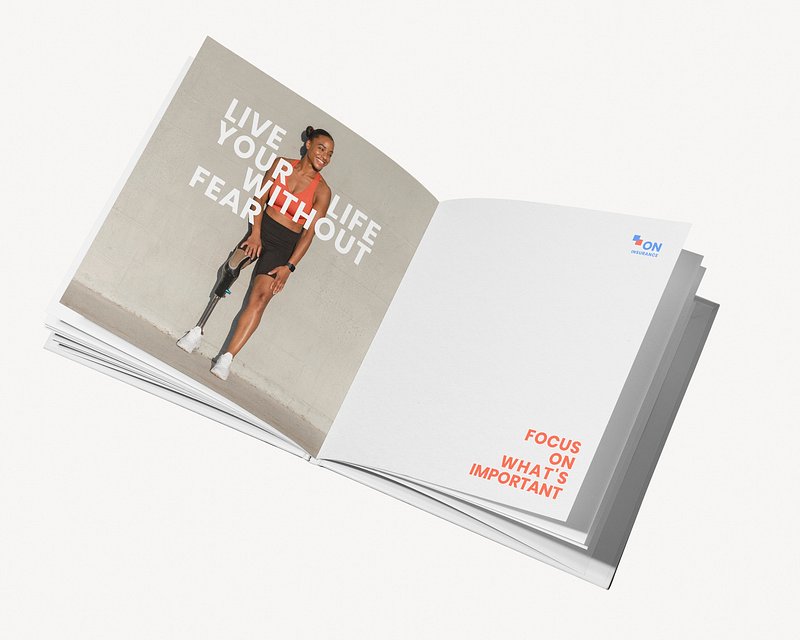 LIVE
YOUR LIFE
WITHOUT
FEAR
ON
INSURANCE
FOCUS
ON
WHAT'S
IMPORTANT